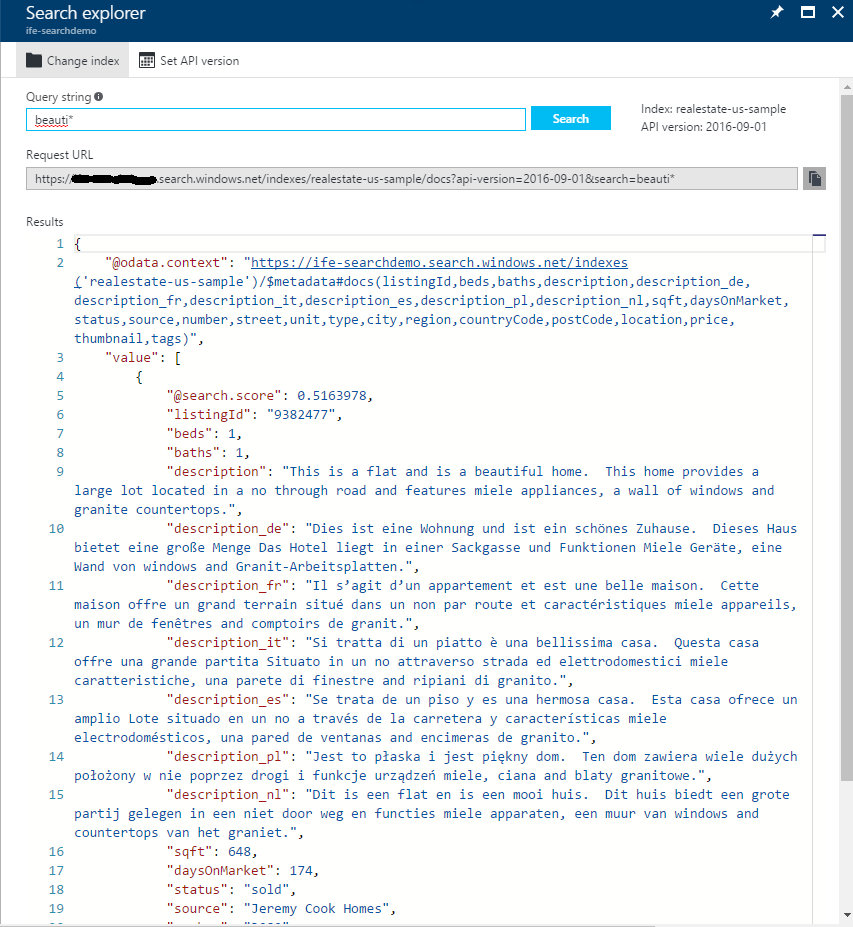 Search explorer
ife-searchdemo
Change index
Set API version
Query string
beauti*
Search
Index: realestate-us-sample
API version: 2016-09-01
Request URL
https:/ .search.windows.net/indexes/realestate-us-sample/docs?api-version=2016-09-01&search=beauti*
Results
1 {
2 "@odata.context": "https://ife-searchdemo.search.windows.net/indexes
('realestate-us-sample')/$metadata#docs(listingId,beds,baths,description,description_de,
description_fr,description_it,description_es,description_pl,description_nl,sqft,daysOnMarket,
status,source,number,street,unit,type,city,region,countryCode,postCode,location,price,
thumbnail,tags)",
3 "value": [
4 {
5 "@search.score": 0.5163978,
6 "listingId": "9382477",
7 "beds": 1,
8 "baths": 1,
9 "description": "This is a flat and is a beautiful home.  This home provides a
large lot located in a no through road and features miele appliances, a wall of windows and
granite countertops.",
10 "description_de": "Dies ist eine Wohnung und ist ein schönes Zuhause.  Dieses Haus
bietet eine große Menge Das Hotel liegt in einer Sackgasse und Funktionen Miele Geräte, eine
Wand von windows and Granit-Arbeitsplatten.",
11 "description_fr": "Il s’agit d’un appartement et est une belle maison.  Cette
maison offre un grand terrain situé dans un non par route et caractéristiques miele appareils,
un mur de fenêtres and comptoirs de granit.",
12 "description_it": "Si tratta di un piatto è una bellissima casa.  Questa casa
offre una grande partita Situato in un no attraverso strada ed elettrodomestici miele
caratteristiche, una parete di finestre and ripiani di granito.",
13 "description_es": "Se trata de un piso y es una hermosa casa.  Esta casa ofrece un
amplio Lote situado en un no a través de la carretera y características miele
electrodomésticos, una pared de ventanas and encimeras de granito.",
14 "description_pl": "Jest to płaska i jest piękny dom.  Ten dom zawiera wiele dużych
położony w nie poprzez drogi i funkcje urządzeń miele, ciana and blaty granitowe.",
15 "description_nl": "Dit is een flat en is een mooi huis.  Dit huis biedt een grote
partij gelegen in een niet door weg en functies miele apparaten, een muur van windows and
countertops van het graniet.",
16 "sqft": 648,
17 "daysOnMarket": 174,
18 "status": "sold",
19 "source": "Jeremy Cook Homes",